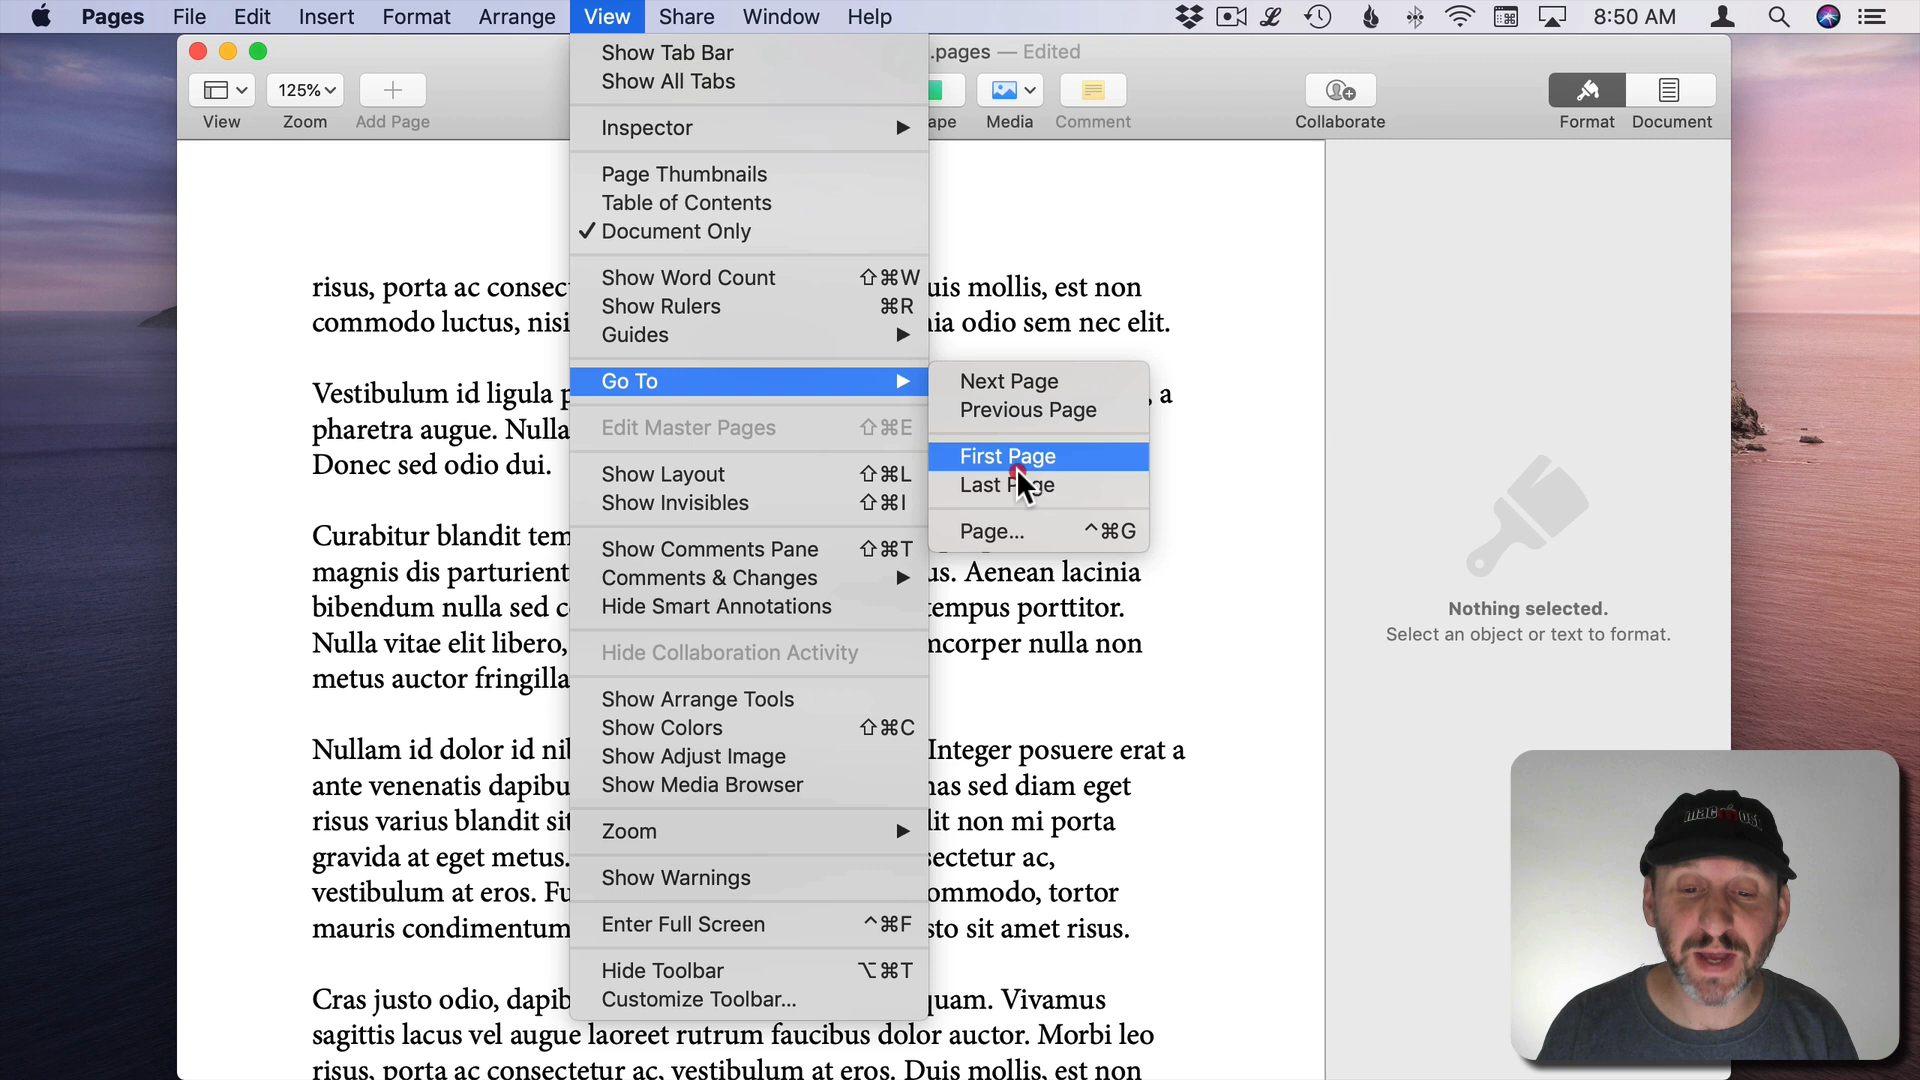 Pages File Edit Insert Format Arrange View Share Window Help 8:50 AM
.pages — Edited
125%
View Zoom Add Page ape Media Comment Collaborate Format Document
Show Tab Bar
Show All Tabs
Inspector
Page Thumbnails
Table of Contents
✓ Document Only
Show Word Count ⇧⌘W
Show Rulers ⌘R
Guides
Go To
Edit Master Pages ⇧⌘E
Show Layout ⇧⌘L
Show Invisibles ⇧⌘I
Show Comments Pane ⇧⌘T
Comments & Changes
Hide Smart Annotations
Hide Collaboration Activity
Show Arrange Tools
Show Colors ⇧⌘C
Show Adjust Image
Show Media Browser
Zoom
Show Warnings
Enter Full Screen ^⌘F
Hide Toolbar ⌥⌘T
Customize Toolbar...
Next Page
Previous Page
First Page
Last Page
Page... ^⌘G
risus, porta ac consec uis mollis, est non
commodo luctus, nisi nia odio sem nec elit.
Vestibulum id ligula p , a
pharetra augue. Nulla
Donec sed odio dui.
Curabitur blandit tem
magnis dis parturient us. Aenean lacinia
bibendum nulla sed c tempus porttitor.
Nulla vitae elit libero, mcorper nulla non
metus auctor fringilla
Nullam id dolor id nil Integer posuere erat a
ante venenatis dapibu nas sed diam eget
risus varius blandit sit lit non mi porta
gravida at eget metus. sectetur ac,
vestibulum at eros. Fu ommodo, tortor
mauris condimentum sto sit amet risus.
Cras justo odio, dapib quam. Vivamus
sagittis lacus vel augue laoreet rutrum faucibus dolor auctor. Morbi leo
risus, porta ac consectetur ac, vestibulum at eros. Duis mollis, est non
Nothing selected.
Select an object or text to format.
macmost